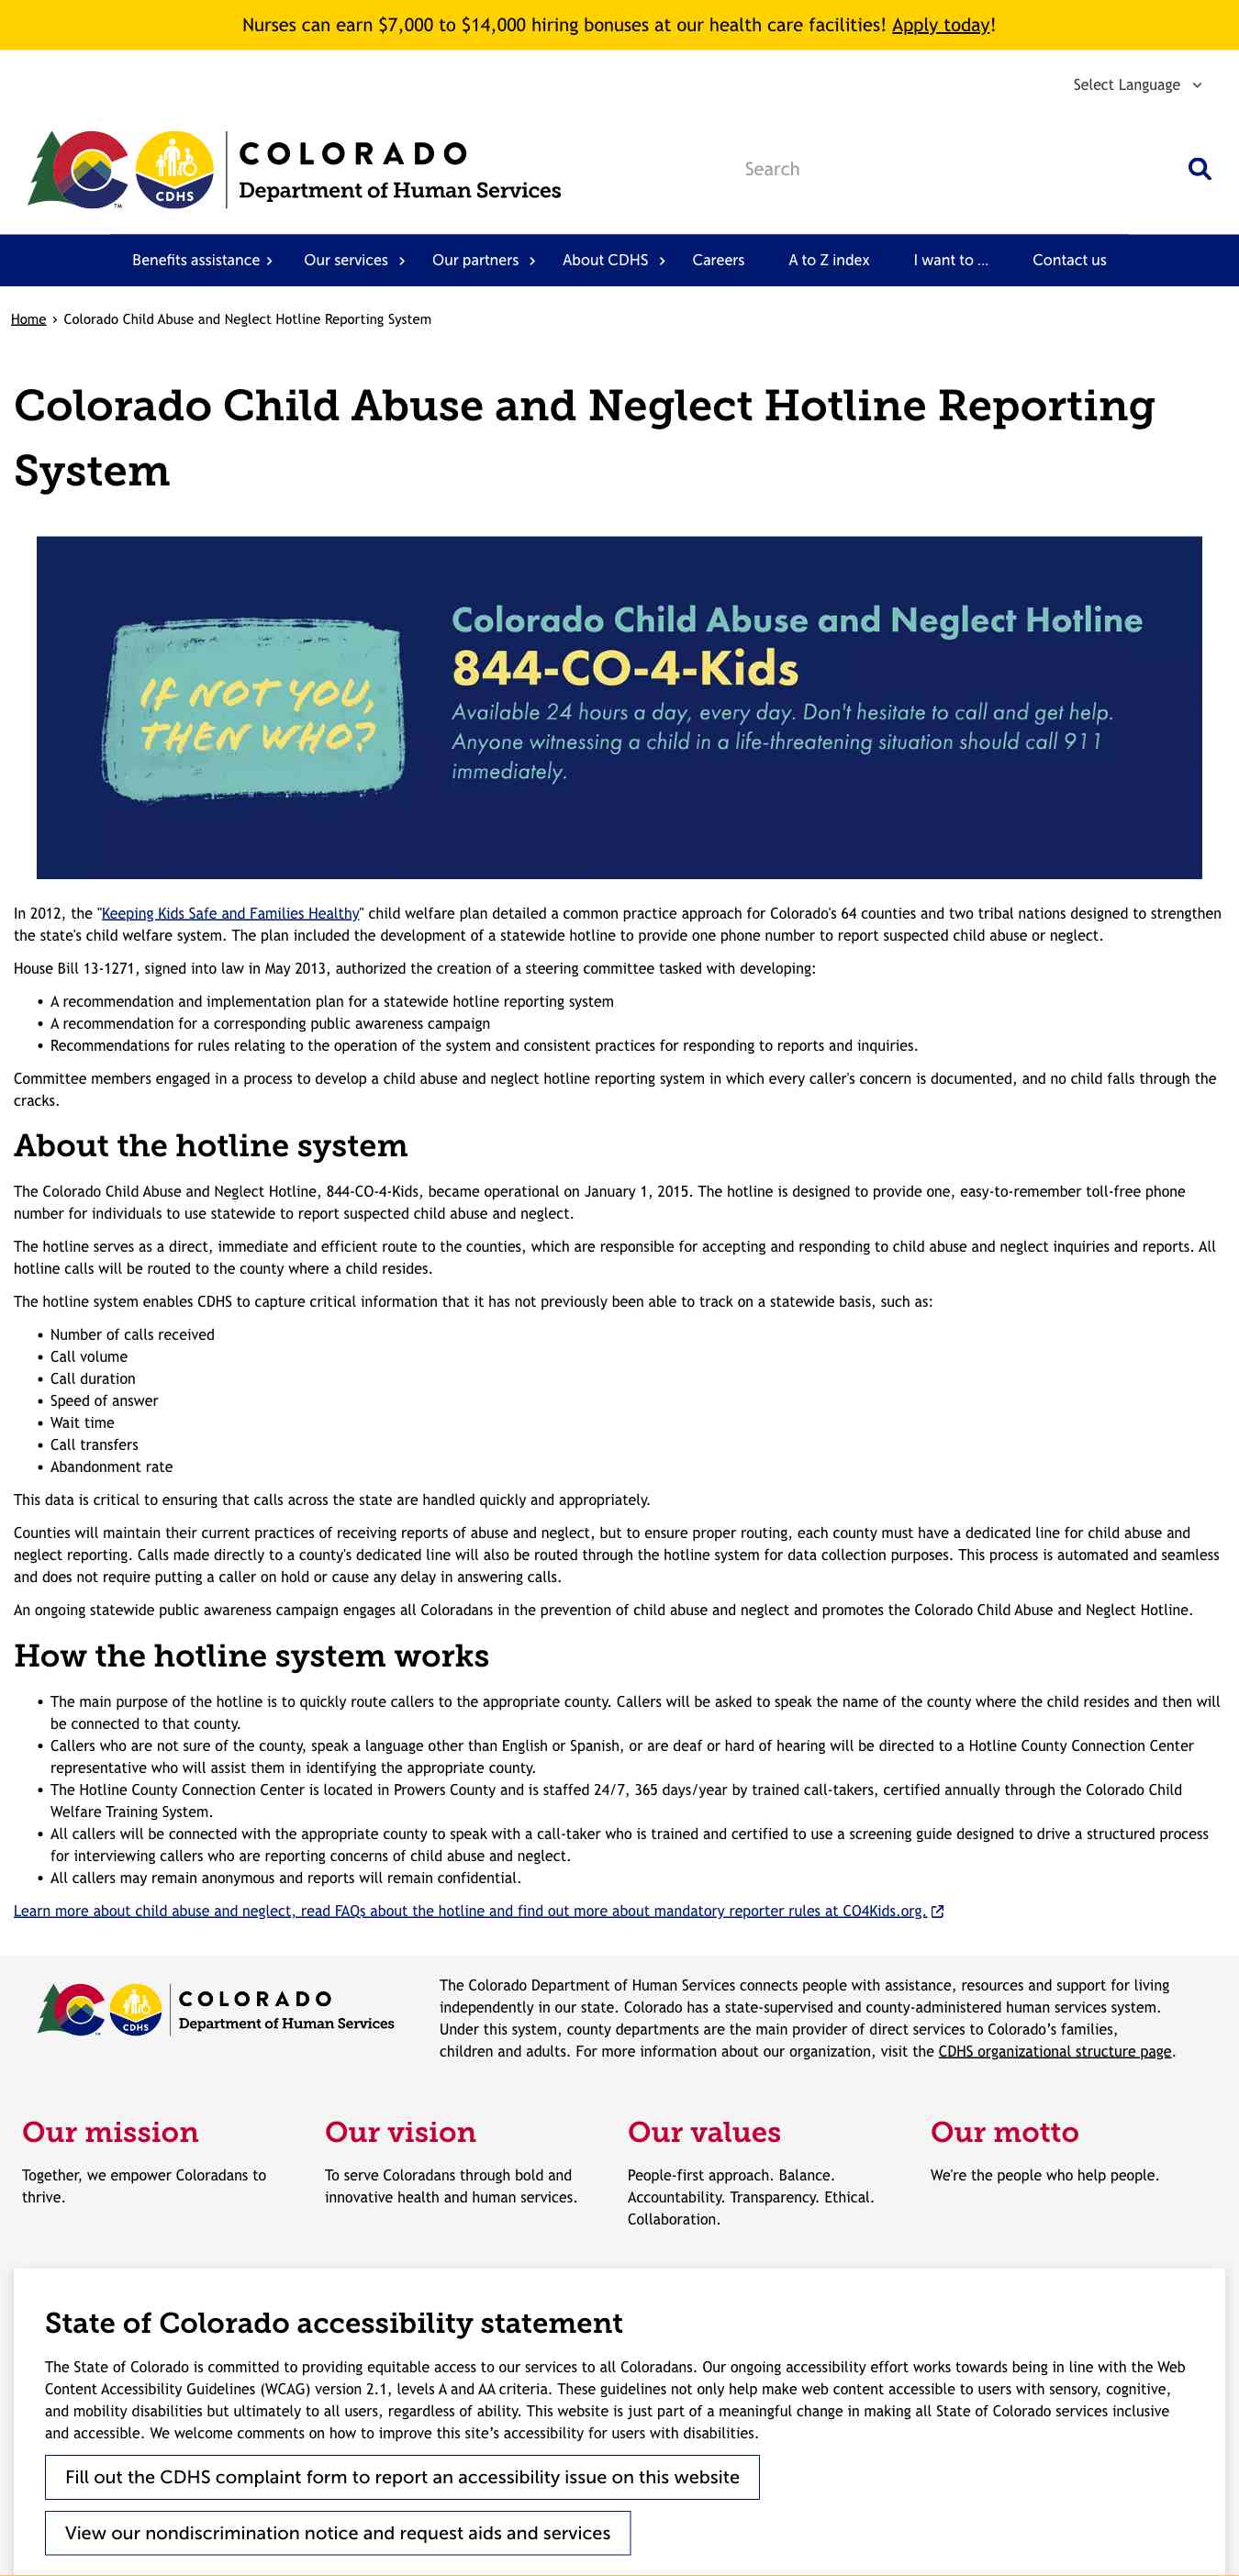 Nurses can earn $7,000 to $14,000 hiring bonuses at our health care facilities! Apply today!
Select Language
CDHS
TM
COLORADO
Department of Human Services
Search
Benefits assistance
Our services
Our partners
About CDHS
Careers
A to Z index
I want to ...
Contact us
Home › Colorado Child Abuse and Neglect Hotline Reporting System
Colorado Child Abuse and Neglect Hotline Reporting
System
IF NOT YOU,
THEN WHO?
Colorado Child Abuse and Neglect Hotline
844-CO-4-Kids
Available 24 hours a day, every day. Don't hesitate to call and get help.
Anyone witnessing a child in a life-threatening situation should call 911
immediately.
In 2012, the "Keeping Kids Safe and Families Healthy" child welfare plan detailed a common practice approach for Colorado's 64 counties and two tribal nations designed to strengthen
the state's child welfare system. The plan included the development of a statewide hotline to provide one phone number to report suspected child abuse or neglect.
House Bill 13-1271, signed into law in May 2013, authorized the creation of a steering committee tasked with developing:
• A recommendation and implementation plan for a statewide hotline reporting system
• A recommendation for a corresponding public awareness campaign
• Recommendations for rules relating to the operation of the system and consistent practices for responding to reports and inquiries.
Committee members engaged in a process to develop a child abuse and neglect hotline reporting system in which every caller's concern is documented, and no child falls through the
cracks.
About the hotline system
The Colorado Child Abuse and Neglect Hotline, 844-CO-4-Kids, became operational on January 1, 2015. The hotline is designed to provide one, easy-to-remember toll-free phone
number for individuals to use statewide to report suspected child abuse and neglect.
The hotline serves as a direct, immediate and efficient route to the counties, which are responsible for accepting and responding to child abuse and neglect inquiries and reports. All
hotline calls will be routed to the county where a child resides.
The hotline system enables CDHS to capture critical information that it has not previously been able to track on a statewide basis, such as:
• Number of calls received
• Call volume
• Call duration
• Speed of answer
• Wait time
• Call transfers
• Abandonment rate
This data is critical to ensuring that calls across the state are handled quickly and appropriately.
Counties will maintain their current practices of receiving reports of abuse and neglect, but to ensure proper routing, each county must have a dedicated line for child abuse and
neglect reporting. Calls made directly to a county's dedicated line will also be routed through the hotline system for data collection purposes. This process is automated and seamless
and does not require putting a caller on hold or cause any delay in answering calls.
An ongoing statewide public awareness campaign engages all Coloradans in the prevention of child abuse and neglect and promotes the Colorado Child Abuse and Neglect Hotline.
How the hotline system works
• The main purpose of the hotline is to quickly route callers to the appropriate county. Callers will be asked to speak the name of the county where the child resides and then will
be connected to that county.
• Callers who are not sure of the county, speak a language other than English or Spanish, or are deaf or hard of hearing will be directed to a Hotline County Connection Center
representative who will assist them in identifying the appropriate county.
• The Hotline County Connection Center is located in Prowers County and is staffed 24/7, 365 days/year by trained call-takers, certified annually through the Colorado Child
Welfare Training System.
• All callers will be connected with the appropriate county to speak with a call-taker who is trained and certified to use a screening guide designed to drive a structured process
for interviewing callers who are reporting concerns of child abuse and neglect.
• All callers may remain anonymous and reports will remain confidential.
Learn more about child abuse and neglect, read FAQs about the hotline and find out more about mandatory reporter rules at CO4Kids.org.
CDHS
COLORADO
Department of Human Services
The Colorado Department of Human Services connects people with assistance, resources and support for living
independently in our state. Colorado has a state-supervised and county-administered human services system.
Under this system, county departments are the main provider of direct services to Colorado’s families,
children and adults. For more information about our organization, visit the CDHS organizational structure page.
Our mission
Together, we empower Coloradans to
thrive.
Our vision
To serve Coloradans through bold and
innovative health and human services.
Our values
People-first approach. Balance.
Accountability. Transparency. Ethical.
Collaboration.
Our motto
We're the people who help people.
State of Colorado accessibility statement
The State of Colorado is committed to providing equitable access to our services to all Coloradans. Our ongoing accessibility effort works towards being in line with the Web
Content Accessibility Guidelines (WCAG) version 2.1, levels A and AA criteria. These guidelines not only help make web content accessible to users with sensory, cognitive,
and mobility disabilities but ultimately to all users, regardless of ability. This website is just part of a meaningful change in making all State of Colorado services inclusive
and accessible. We welcome comments on how to improve this site’s accessibility for users with disabilities.
Fill out the CDHS complaint form to report an accessibility issue on this website
View our nondiscrimination notice and request aids and services